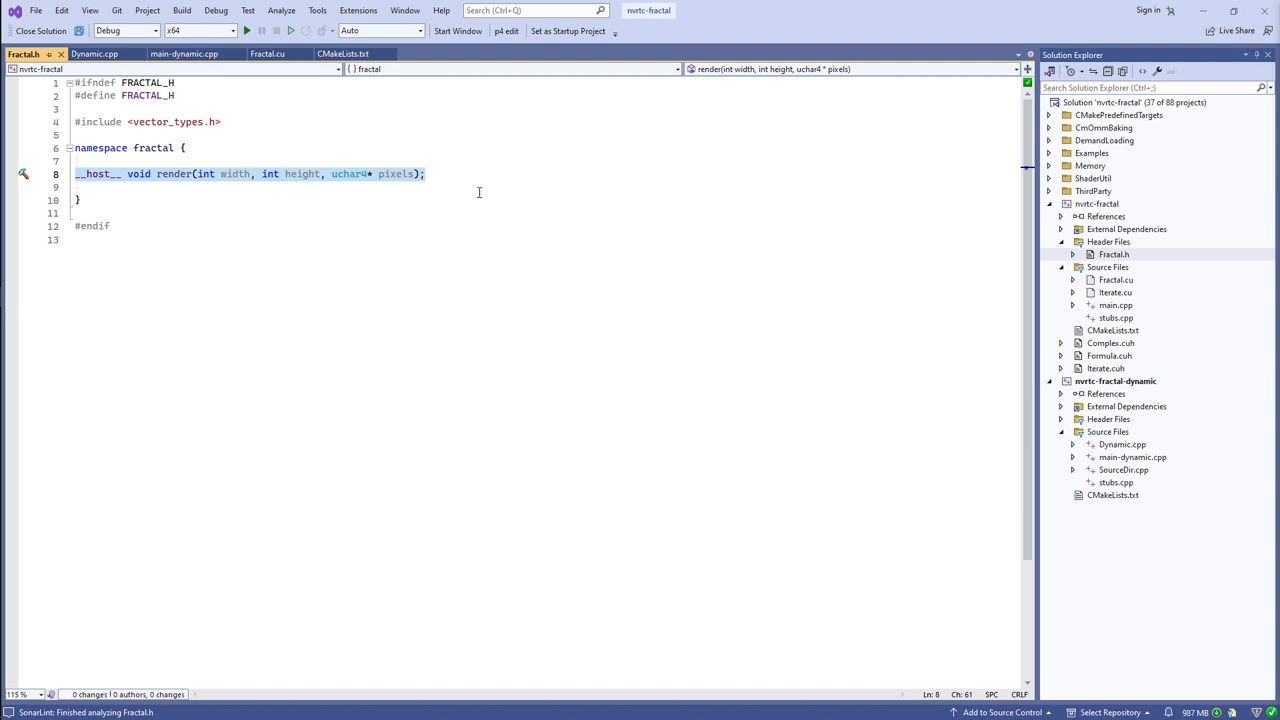 File Edit View Git Project Build Debug Test Analyze Tools Extensions Window Help Search (Ctrl+Q) nvrtc-fractal Sign in
Close Solution Debug x64 Auto Start Window p4 edit Set as Startup Project Live Share
Fractal.h Dynamic.cpp main-dynamic.cpp Fractal.cu CMakeLists.txt
nvrtc-fractal { } fractal render(int width, int height, uchar4 * pixels)
1 #ifndef FRACTAL_H
2 #define FRACTAL_H
3
4 #include <vector_types.h>
5
6 namespace fractal {
7
8 __host__ void render(int width, int height, uchar4* pixels);
9
10 }
11
12 #endif
13
Solution Explorer
Search Solution Explorer (Ctrl+;)
Solution 'nvrtc-fractal' (37 of 88 projects)
CMakePredefinedTargets
CmOmmBaking
DemandLoading
Examples
Memory
ShaderUtil
ThirdParty
nvrtc-fractal
References
External Dependencies
Header Files
Fractal.h
Source Files
Fractal.cu
Iterate.cu
main.cpp
stubs.cpp
CMakeLists.txt
Complex.cuh
Formula.cuh
Iterate.cuh
nvrtc-fractal-dynamic
References
External Dependencies
Header Files
Source Files
Dynamic.cpp
main-dynamic.cpp
SourceDir.cpp
stubs.cpp
CMakeLists.txt
115 % 0 changes | 0 authors, 0 changes Ln: 8 Ch: 61 SPC CRLF
SonarLint: Finished analyzing Fractal.h Add to Source Control Select Repository 987 MB